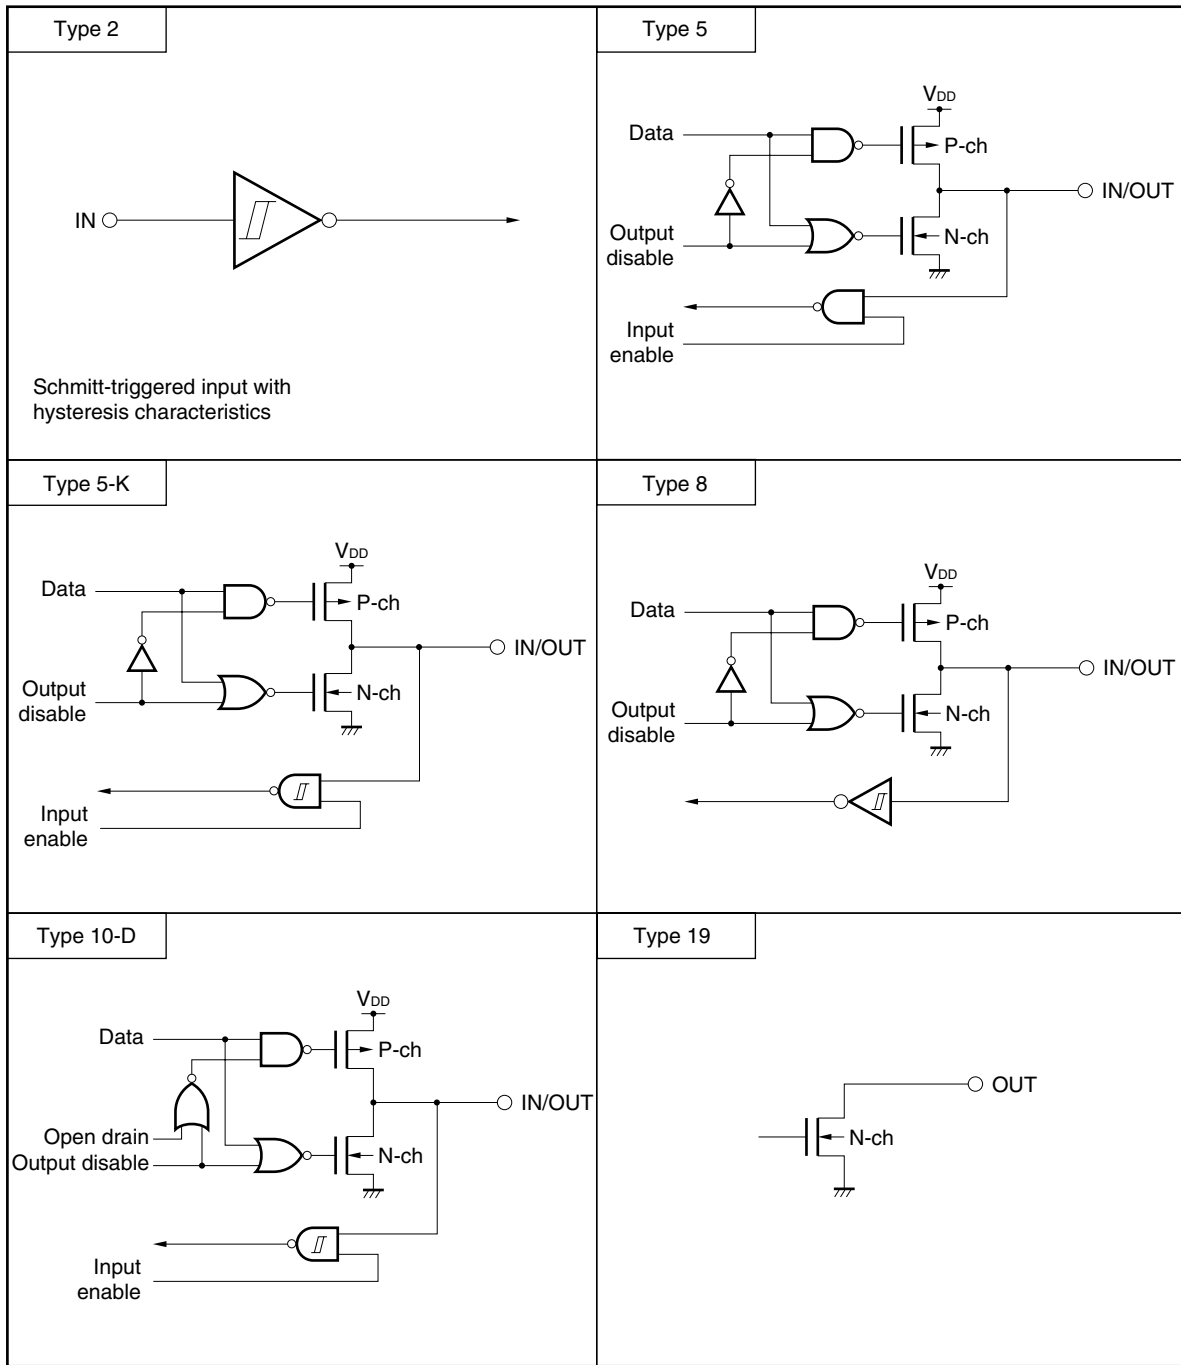 Type 2
IN
Schmitt-triggered input with
hysteresis characteristics
Type 5
VDD
Data
P-ch
IN/OUT
Output
disable
N-ch
Input
enable
Type 5-K
VDD
Data
P-ch
IN/OUT
Output
disable
N-ch
Input
enable
Type 8
VDD
Data
P-ch
IN/OUT
Output
disable
N-ch
Type 10-D
VDD
Data
P-ch
IN/OUT
Open drain
Output disable
N-ch
Input
enable
Type 19
OUT
N-ch